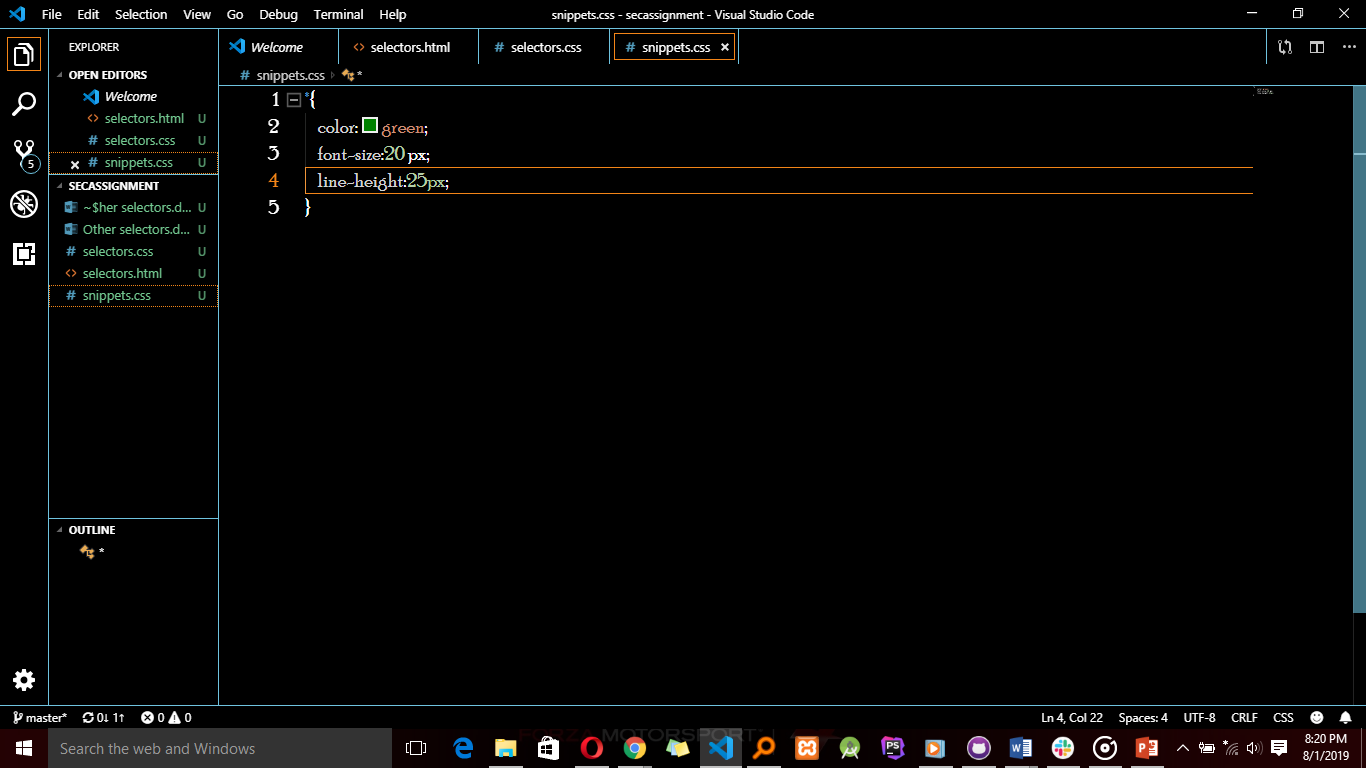 File Edit Selection View Go Debug Terminal Help snippets.css - secassignment - Visual Studio Code
EXPLORER
OPEN EDITORS
Welcome
selectors.html U
selectors.css U
snippets.css U
SECASSIGNMENT
~$her selectors.d... U
Other selectors.d... U
selectors.css U
selectors.html U
snippets.css U
OUTLINE
*
Welcome selectors.html selectors.css snippets.css
snippets.css *
1 *{
2 color: green;
3 font-size:20 px;
4 line-height:25px;
5 }
5
master* 0↓ 1↑ 0 0 Ln 4, Col 22 Spaces: 4 UTF-8 CRLF CSS
Search the web and Windows
MOTORSPORT
PS
8:20 PM
8/1/2019